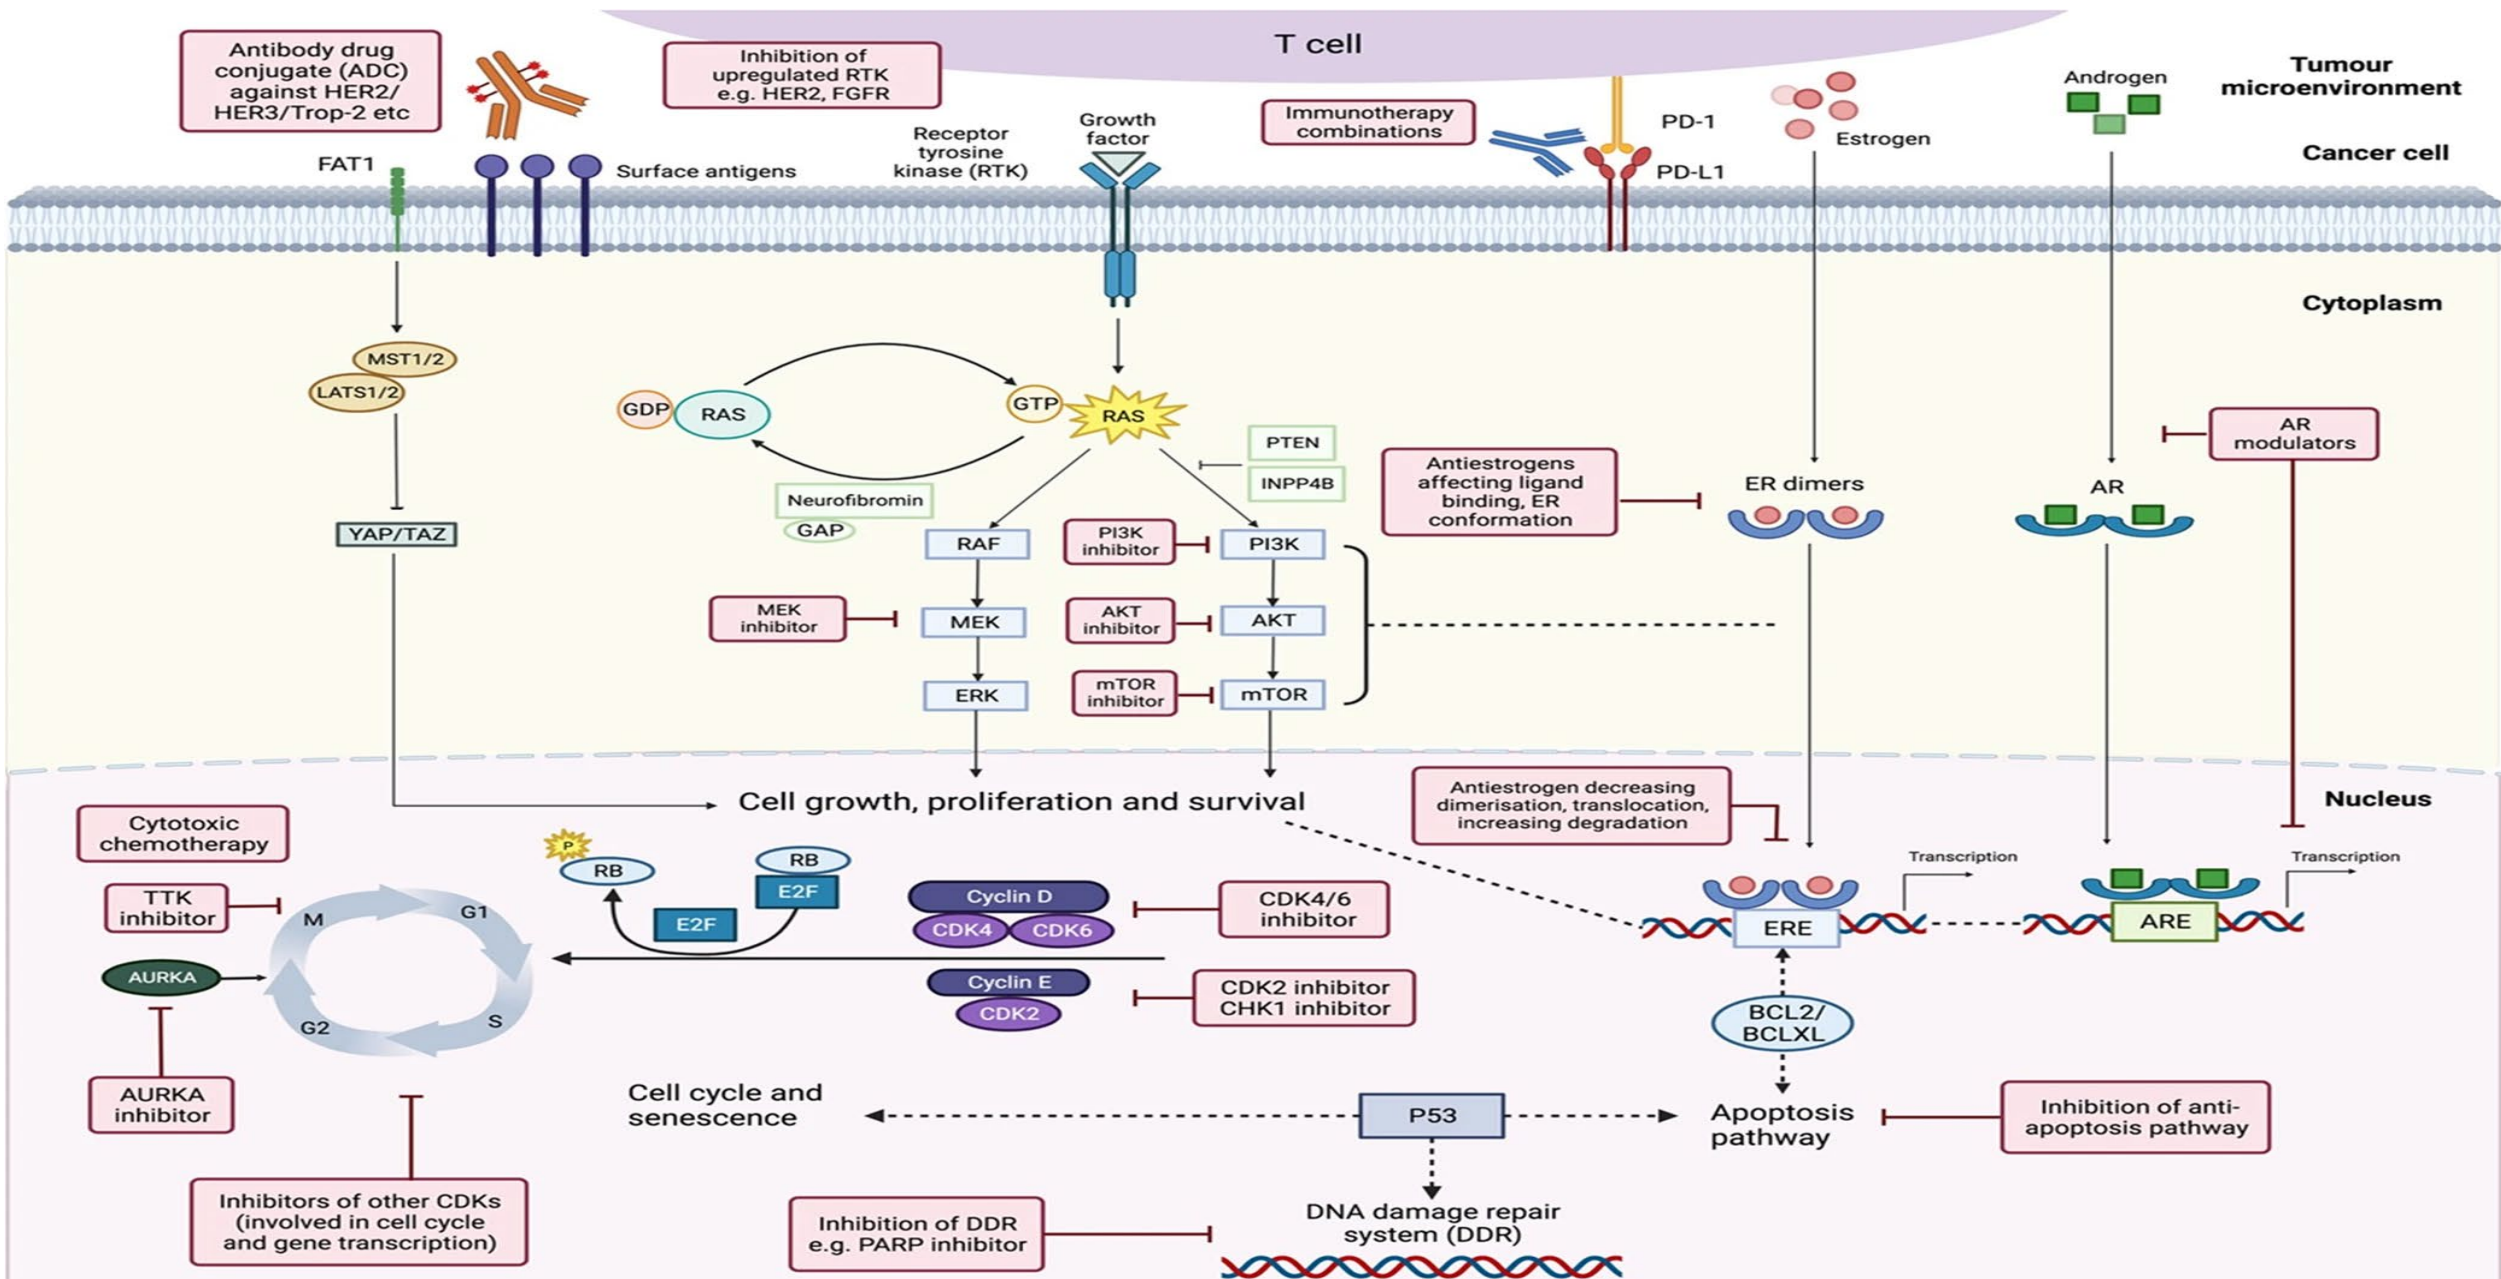 T cell
Antibody drug
conjugate (ADC)
against HER2/
HER3/Trop-2 etc
Inhibition of
upregulated RTK
e.g. HER2, FGFR
Immunotherapy
combinations
Tumour
microenvironment
Androgen
Estrogen
PD-1
PD-L1
Cancer cell
Growth
factor
Receptor
tyrosine
kinase (RTK)
FAT1
Surface antigens
Cytoplasm
MST1/2
LATS1/2
YAP/TAZ
GDP
RAS
GTP
RAS
Neurofibromin
GAP
PTEN
INPP4B
Antiestrogens
affecting ligand
binding, ER
conformation
ER dimers
AR
AR
modulators
RAF
PI3K
inhibitor
PI3K
MEK
inhibitor
MEK
AKT
inhibitor
AKT
ERK
mTOR
inhibitor
mTOR
Cell growth, proliferation and survival
Antiestrogen decreasing
dimerisation, translocation,
increasing degradation
Nucleus
Cytotoxic
chemotherapy
TTK
inhibitor
AURKA
AURKA
inhibitor
M
G1
S
G2
P
RB
RB
E2F
E2F
Cyclin D
CDK4
CDK6
CDK4/6
inhibitor
Cyclin E
CDK2
CDK2 inhibitor
CHK1 inhibitor
Transcription
ERE
Transcription
ARE
BCL2/
BCLXL
Cell cycle and
senescence
P53
Apoptosis
pathway
Inhibition of anti-
apoptosis pathway
Inhibitors of other CDKs
(involved in cell cycle
and gene transcription)
Inhibition of DDR
e.g. PARP inhibitor
DNA damage repair
system (DDR)